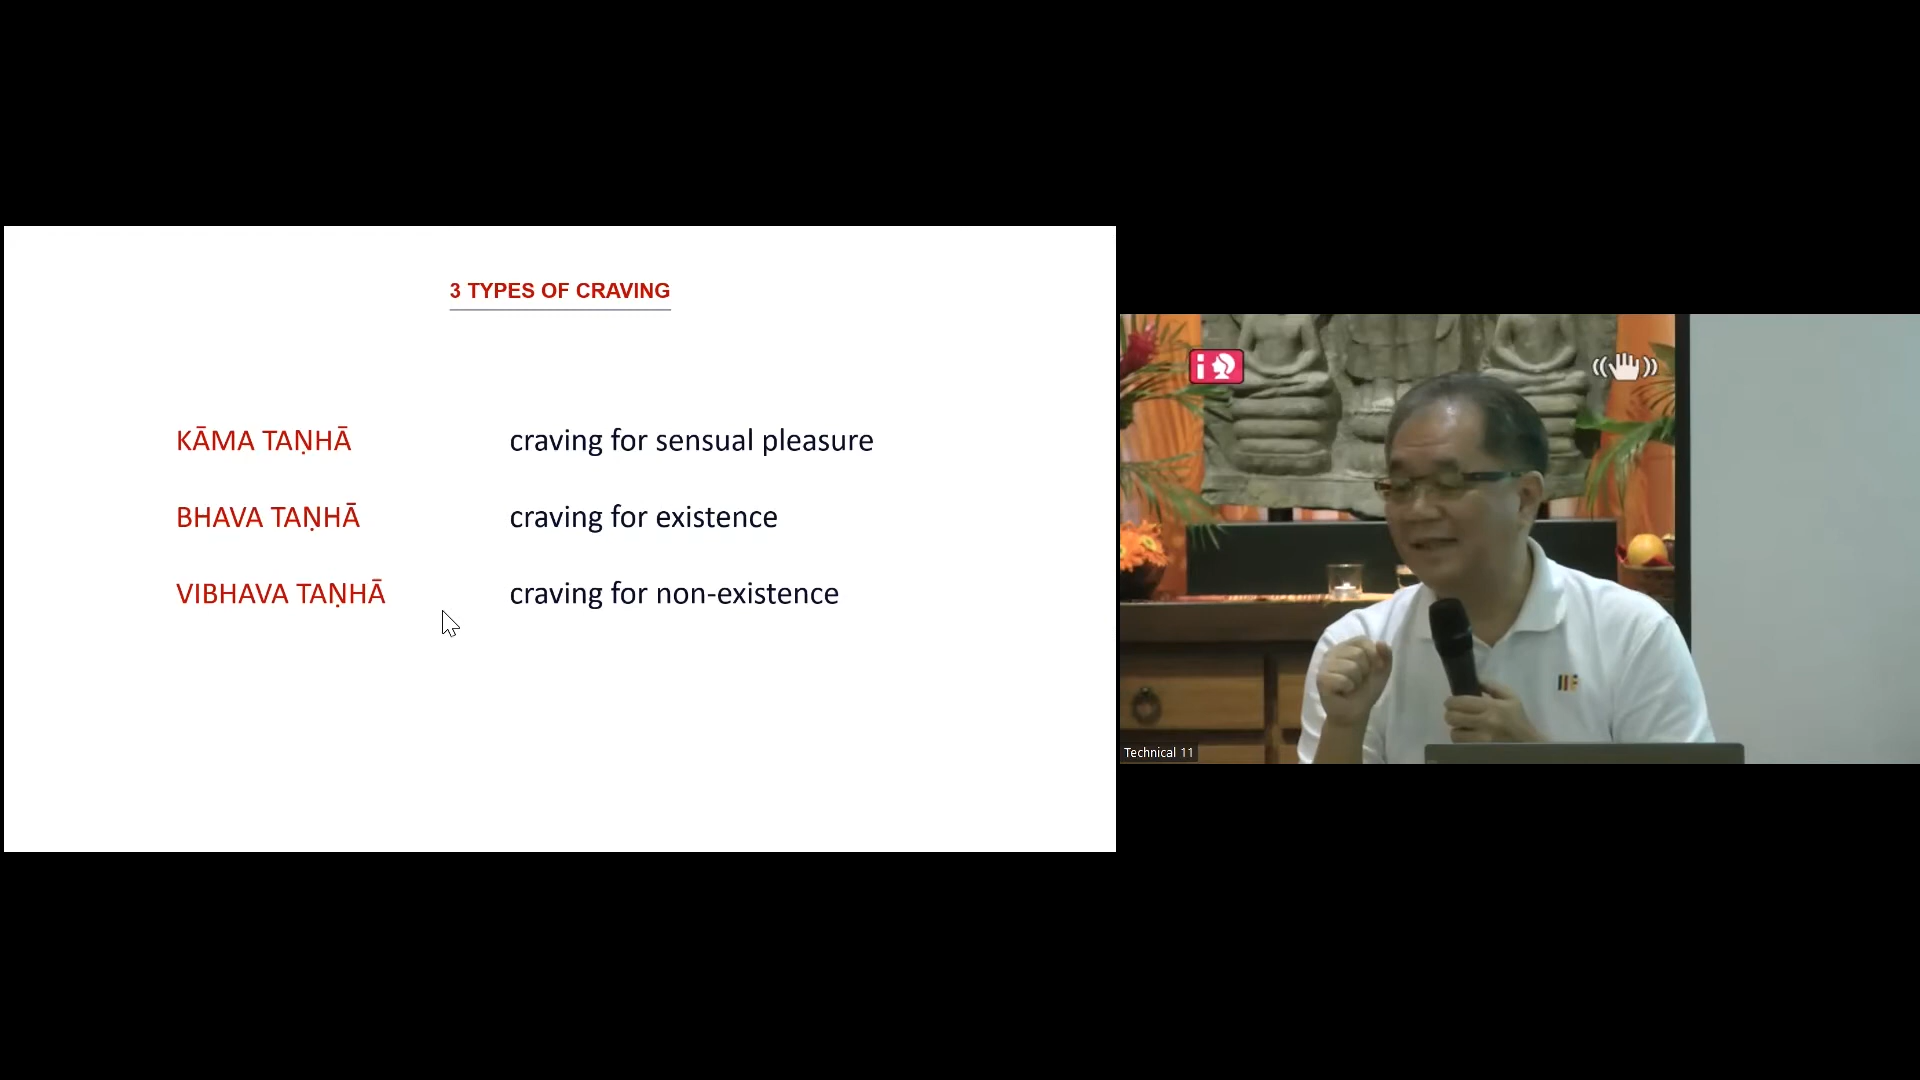 3 TYPES OF CRAVING
KĀMA TAṆHĀ craving for sensual pleasure
BHAVA TAṆHĀ craving for existence
VIBHAVA TAṆHĀ craving for non-existence
Technical 11